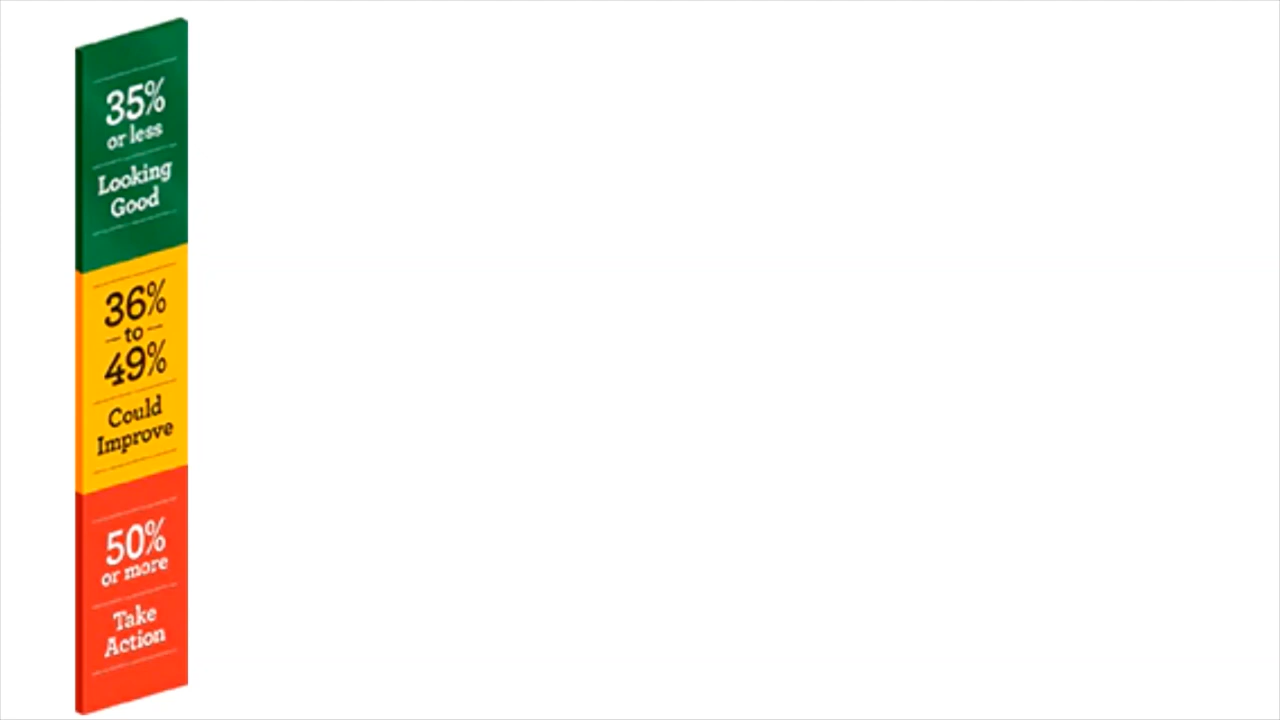 35%
or less
Looking
Good
36%
— to —
49%
Could
Improve
50%
or more
Take
Action